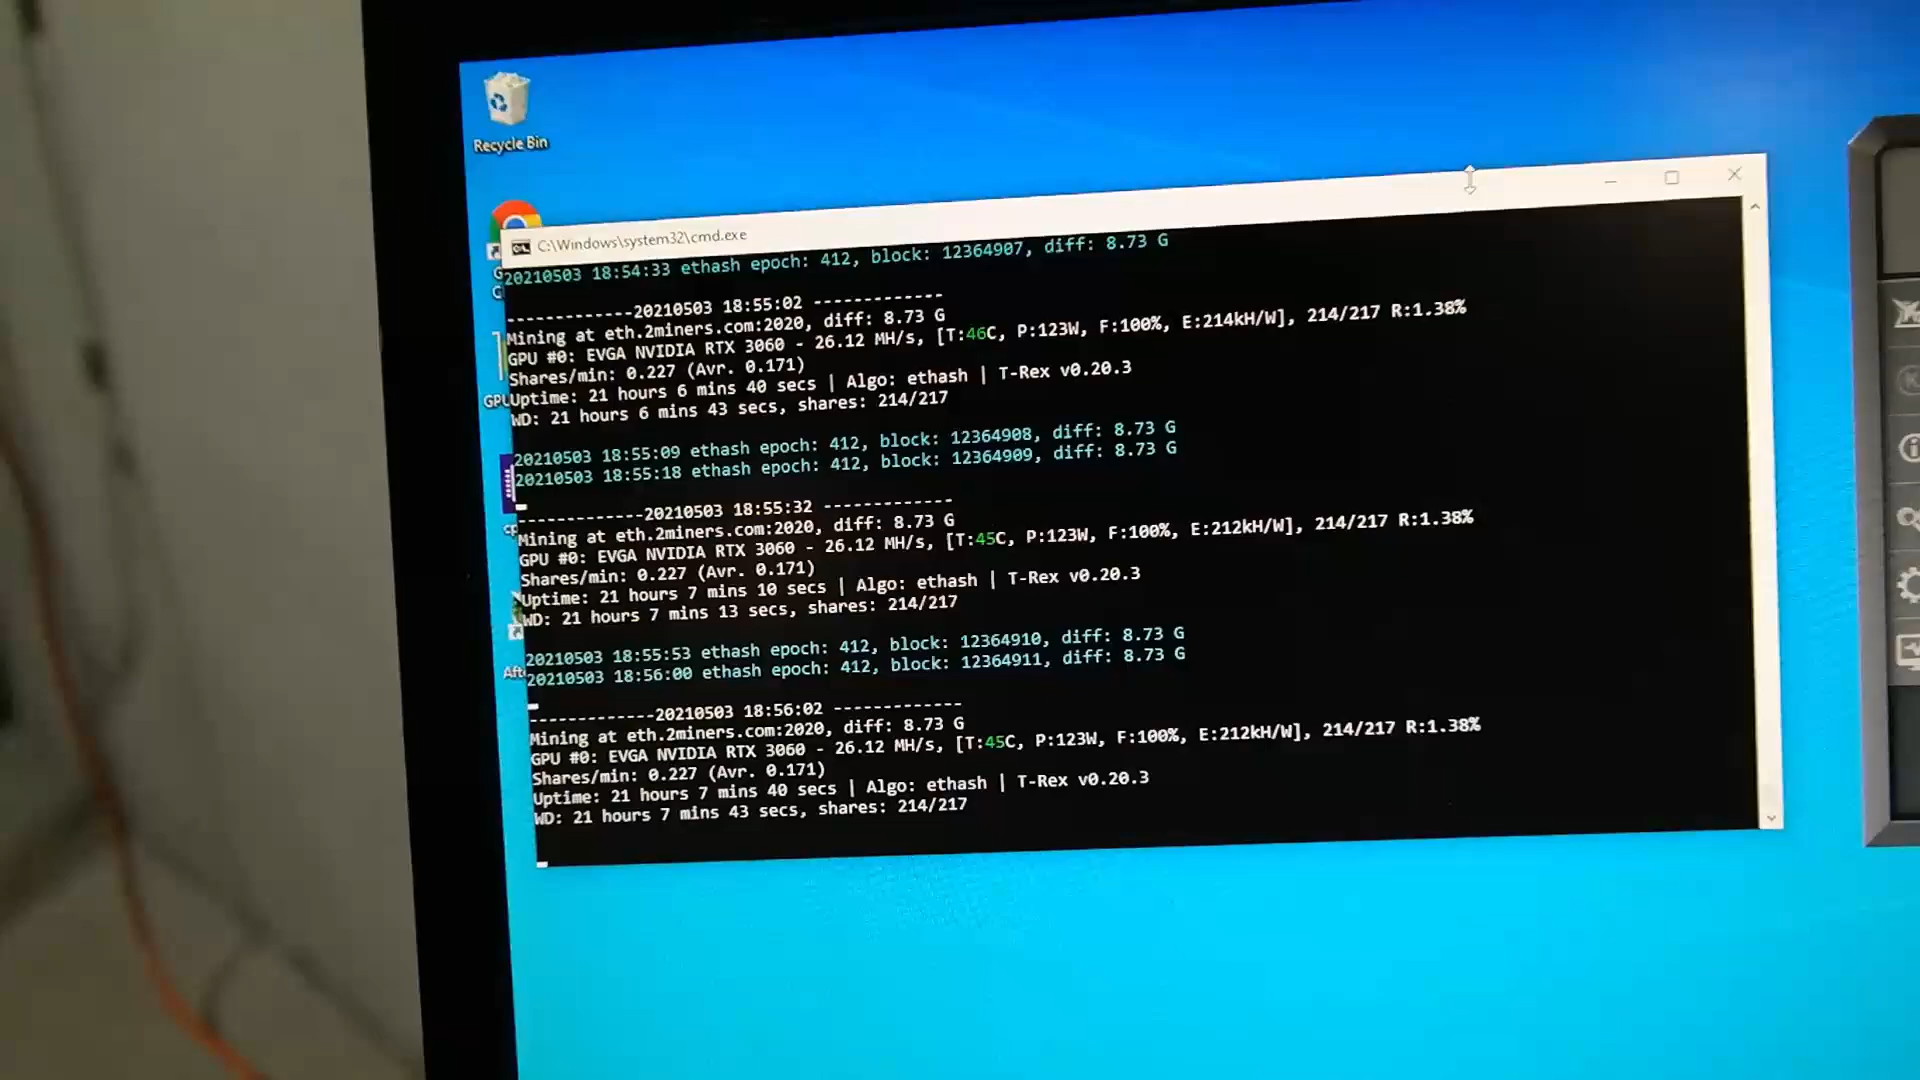 Recycle Bin
C:\Windows\system32\cmd.exe
20210503 18:54:33 ethash epoch: 412, block: 12364907, diff: 8.73 G
-------------20210503 18:55:02 -------------
Mining at eth.2miners.com:2020, diff: 8.73 G
GPU #0: EVGA NVIDIA RTX 3060 - 26.12 MH/s, [T:46C, P:123W, F:100%, E:214kH/W], 214/217 R:1.38%
Shares/min: 0.227 (Avr. 0.171)
Uptime: 21 hours 6 mins 40 secs | Algo: ethash | T-Rex v0.20.3
WD: 21 hours 6 mins 43 secs, shares: 214/217
20210503 18:55:09 ethash epoch: 412, block: 12364908, diff: 8.73 G
20210503 18:55:18 ethash epoch: 412, block: 12364909, diff: 8.73 G
-------------20210503 18:55:32 -------------
Mining at eth.2miners.com:2020, diff: 8.73 G
GPU #0: EVGA NVIDIA RTX 3060 - 26.12 MH/s, [T:45C, P:123W, F:100%, E:212kH/W], 214/217 R:1.38%
Shares/min: 0.227 (Avr. 0.171)
Uptime: 21 hours 7 mins 10 secs | Algo: ethash | T-Rex v0.20.3
WD: 21 hours 7 mins 13 secs, shares: 214/217
20210503 18:55:53 ethash epoch: 412, block: 12364910, diff: 8.73 G
20210503 18:56:00 ethash epoch: 412, block: 12364911, diff: 8.73 G
-------------20210503 18:56:02 -------------
Mining at eth.2miners.com:2020, diff: 8.73 G
GPU #0: EVGA NVIDIA RTX 3060 - 26.12 MH/s, [T:45C, P:123W, F:100%, E:212kH/W], 214/217 R:1.38%
Shares/min: 0.227 (Avr. 0.171)
Uptime: 21 hours 7 mins 40 secs | Algo: ethash | T-Rex v0.20.3
WD: 21 hours 7 mins 43 secs, shares: 214/217